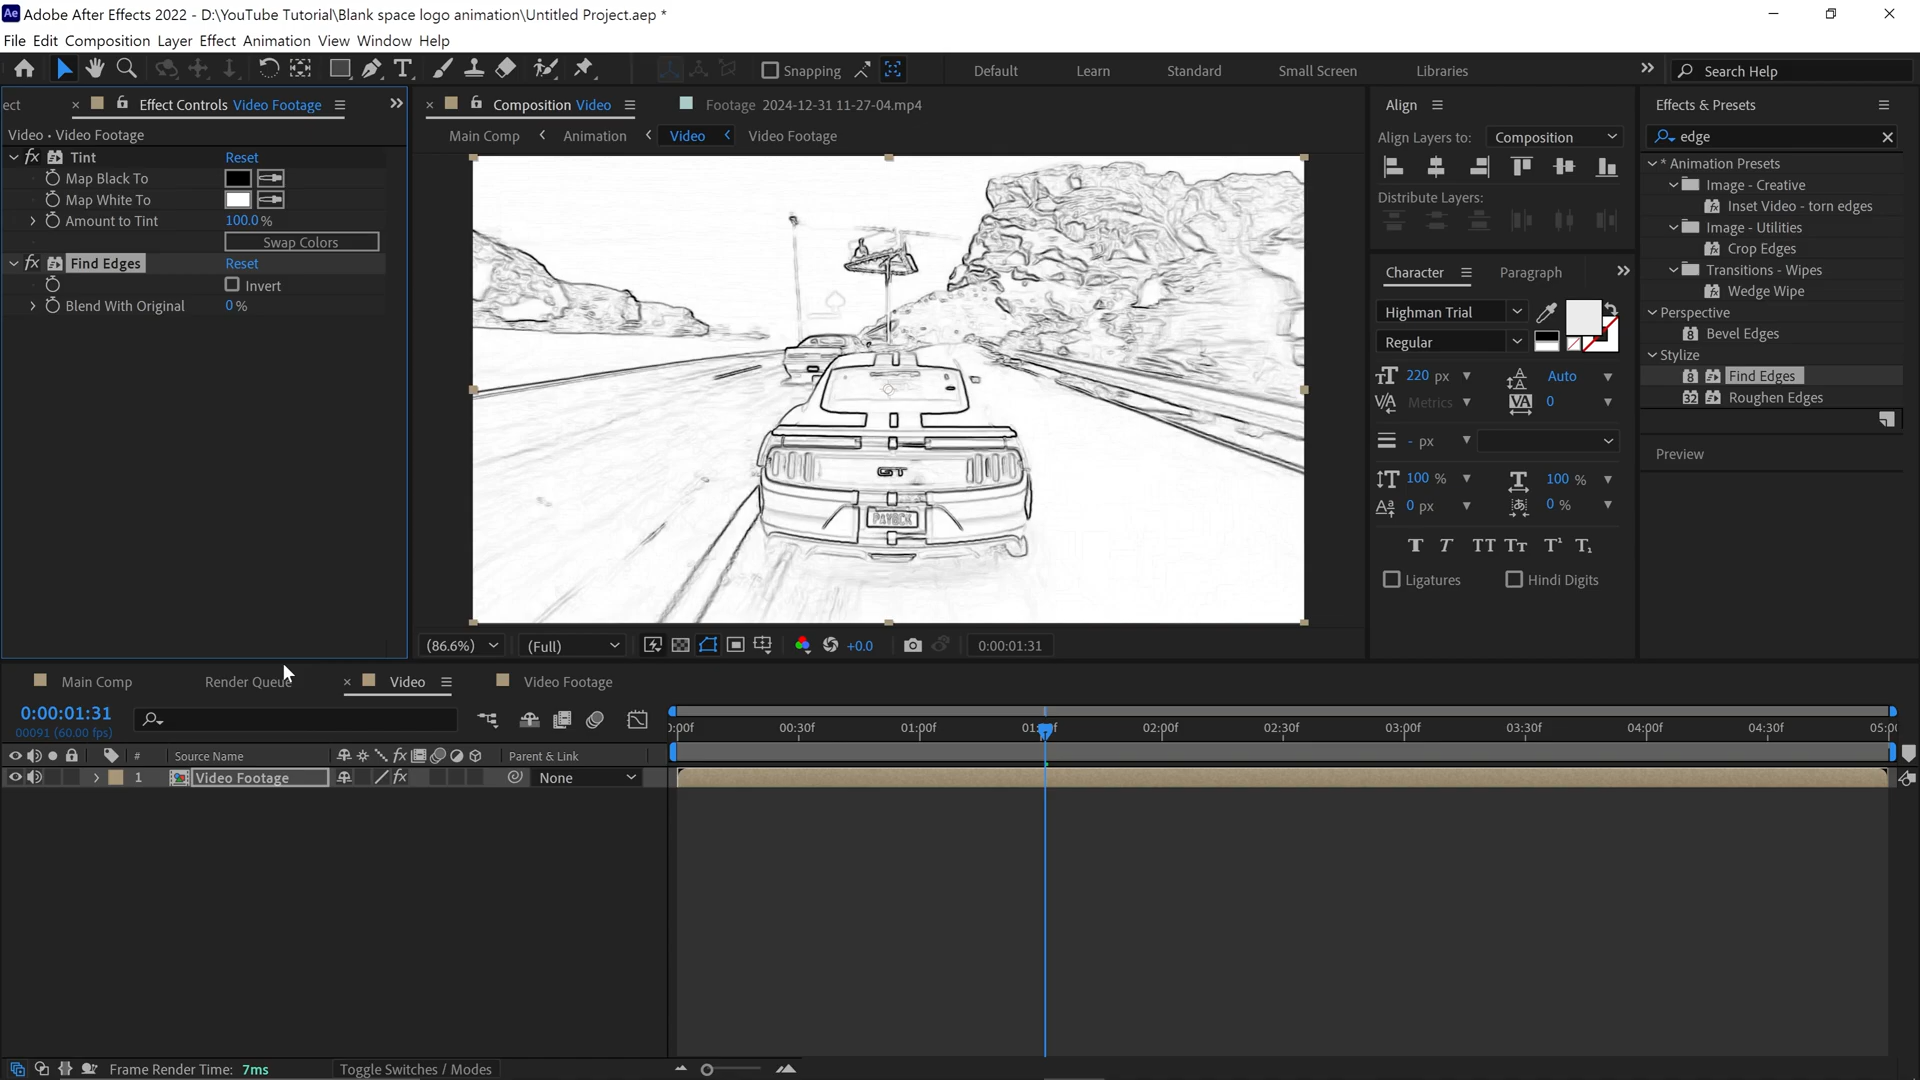 Adobe After Effects 2022 - D:\YouTube Tutorial\Blank space logo animation\Untitled Project.aep *
File Edit Composition Layer Effect Animation View Window Help
Snapping
Default
Learn
Standard
Small Screen
Libraries
Search Help
ect
Effect Controls Video Footage
Composition Video
Footage 2024-12-31 11-27-04.mp4
Align
Effects & Presets
Video • Video Footage
Main Comp
Animation
Video
Video Footage
Align Layers to:
Composition
edge
Tint
Reset
Map Black To
Map White To
Amount to Tint
100.0 %
Swap Colors
Find Edges
Reset
Invert
Blend With Original
0 %
GT
Distribute Layers:
Character
Paragraph
Highman Trial
Regular
220 px
Auto
Metrics
0
- px
100 %
100 %
0 px
0 %
Ligatures
Hindi Digits
* Animation Presets
Image - Creative
Inset Video - torn edges
Image - Utilities
Crop Edges
Transitions - Wipes
Wedge Wipe
Perspective
Bevel Edges
Stylize
Find Edges
Roughen Edges
Preview
(86.6%)
(Full)
+0.0
0:00:01:31
Main Comp
Render Queue
Video
Video Footage
0:00:01:31
00091 (60.00 fps)
00:30f
01:00f
02:00f
02:30f
03:00f
03:30f
04:00f
04:30f
#
Source Name
Parent & Link
1
Video Footage
None
Frame Render Time: 7ms
Toggle Switches / Modes